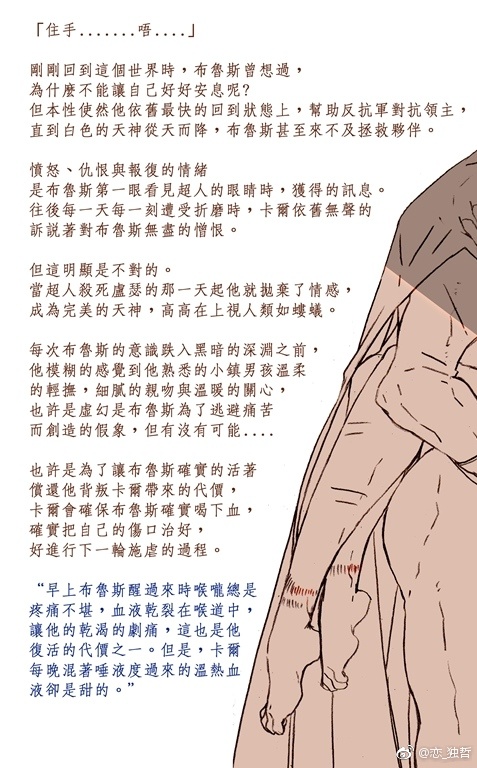 「住手.......唔....」
剛剛回到這個世界時，布魯斯曾想過，
為什麼不能讓自己好好安息呢?
但本性使然他依舊最快的回到狀態上，幫助反抗軍對抗領主，
直到白色的天神從天而降，布魯斯甚至來不及拯救夥伴。
憤怒、仇恨與報復的情緒
是布魯斯第一眼看見超人的眼睛時，獲得的訊息。
往後每一天每一刻遭受折磨時，卡爾依舊無聲的
訴説著對布魯斯無盡的憎恨。
但這明顯是不對的。
當超人殺死盧瑟的那一天起他就拋棄了情感，
成為完美的天神，高高在上視人類如螻蟻。
每次布魯斯的意識跌入黑暗的深淵之前，
他模糊的感覺到他熟悉的小鎮男孩溫柔
的輕撫，細膩的親吻與溫暖的關心，
也許是虛幻是布魯斯為了逃避痛苦
而創造的假象，但有沒有可能....
也許是為了讓布魯斯確實的活著
償還他背叛卡爾帶來的代價，
卡爾會確保布魯斯確實喝下血，
確實把自己的傷口治好，
好進行下一輪施虐的過程。
“早上布魯斯醒過來時喉嚨總是
疼痛不堪，血液乾裂在喉道中，
讓他的乾渴的劇痛，這也是他
復活的代價之一。但是，卡爾
每晚混著唾液度過來的溫熱血
液卻是甜的。”
@恋_独哲